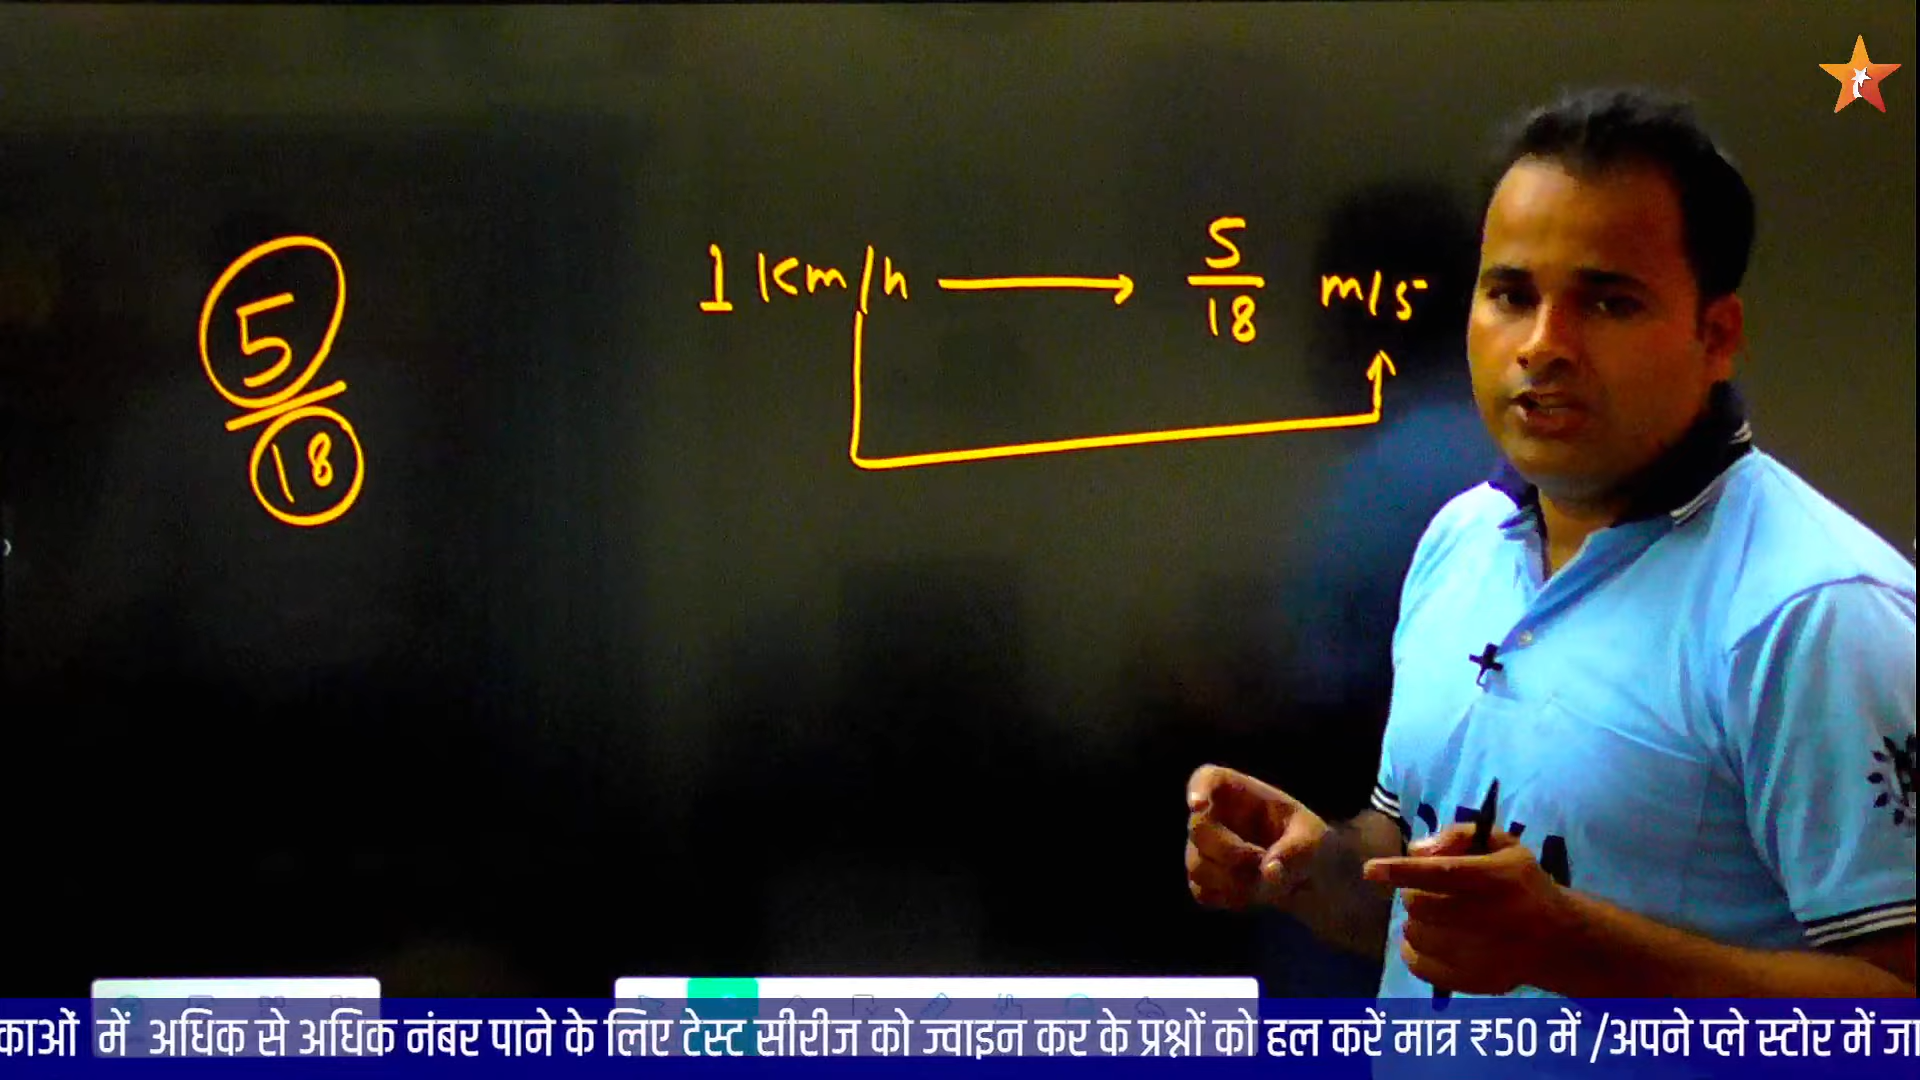 5
18
1 Km/h → 5/18 m/s
काओं में अधिक से अधिक नंबर पाने के लिए टेस्ट सीरीज को ज्वाइन कर के प्रश्नों को हल करें मात्र ₹50 में /अपने प्ले स्टोर में जा